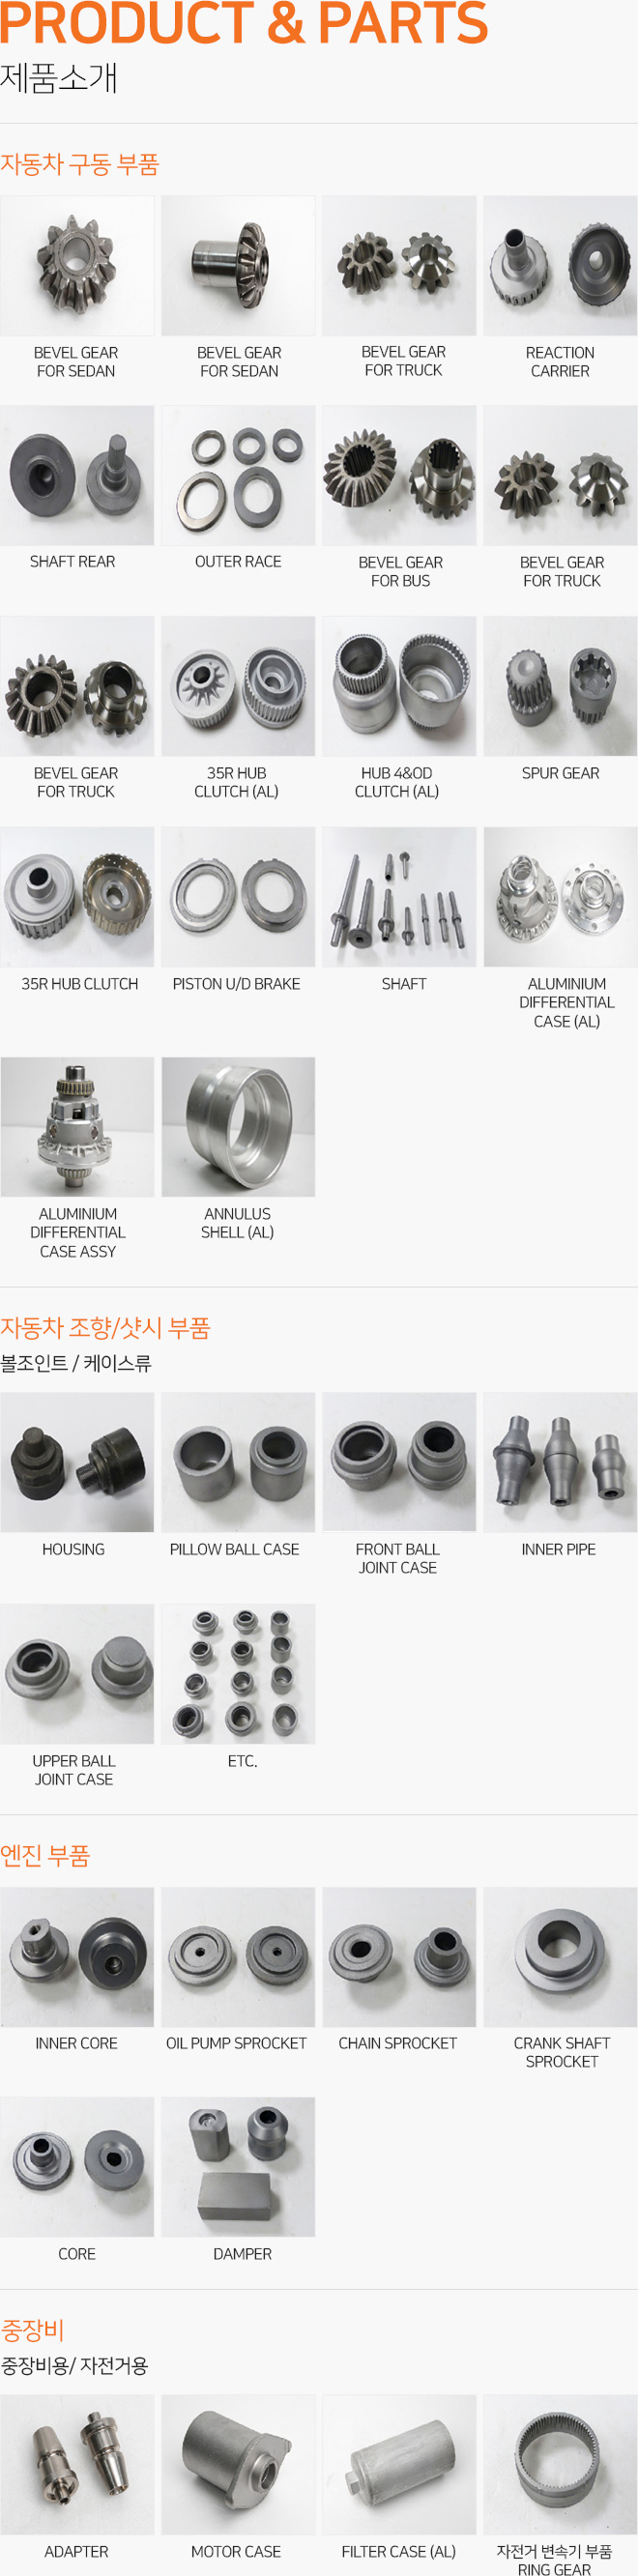 PRODUCT & PARTS
제품소개
자동차 구동 부품
BEVEL GEAR
FOR SEDAN
BEVEL GEAR
FOR SEDAN
BEVEL GEAR
FOR TRUCK
REACTION
CARRIER
SHAFT REAR
OUTER RACE
BEVEL GEAR
FOR BUS
BEVEL GEAR
FOR TRUCK
BEVEL GEAR
FOR TRUCK
35R HUB
CLUTCH (AL)
HUB 4&OD
CLUTCH (AL)
SPUR GEAR
35R HUB CLUTCH
PISTON U/D BRAKE
SHAFT
ALUMINIUM
DIFFERENTIAL
CASE (AL)
ALUMINIUM
DIFFERENTIAL
CASE ASSY
ANNULUS
SHELL (AL)
자동차 조향/샷시 부품
볼조인트 / 케이스류
HOUSING
PILLOW BALL CASE
FRONT BALL
JOINT CASE
INNER PIPE
UPPER BALL
JOINT CASE
ETC.
엔진 부품
INNER CORE
OIL PUMP SPROCKET
CHAIN SPROCKET
CRANK SHAFT
SPROCKET
CORE
DAMPER
중장비
중장비용/ 자전거용
ADAPTER
MOTOR CASE
FILTER CASE (AL)
자전거 변속기 부품
RING GEAR